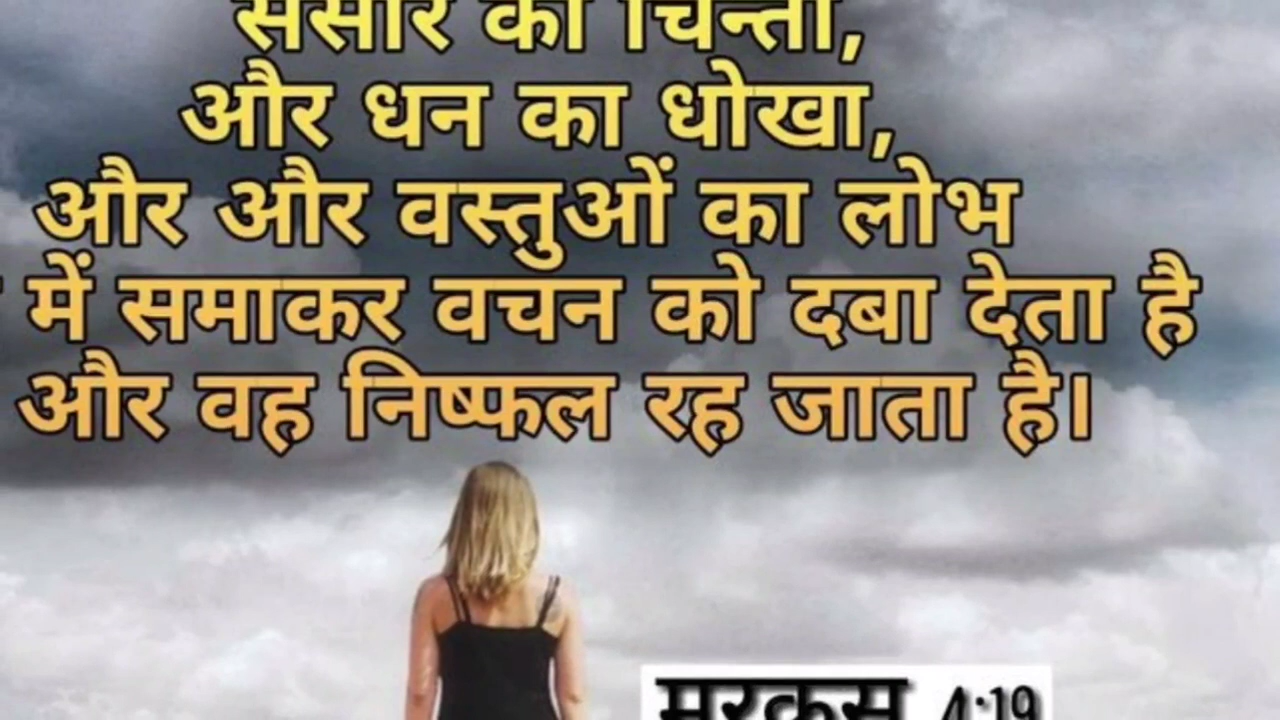 संसार की चिन्ता,
और धन का धोखा,
और और वस्तुओं का लोभ
में समाकर वचन को दबा देता है
और वह निष्फल रह जाता है।
मरकुस 4:19